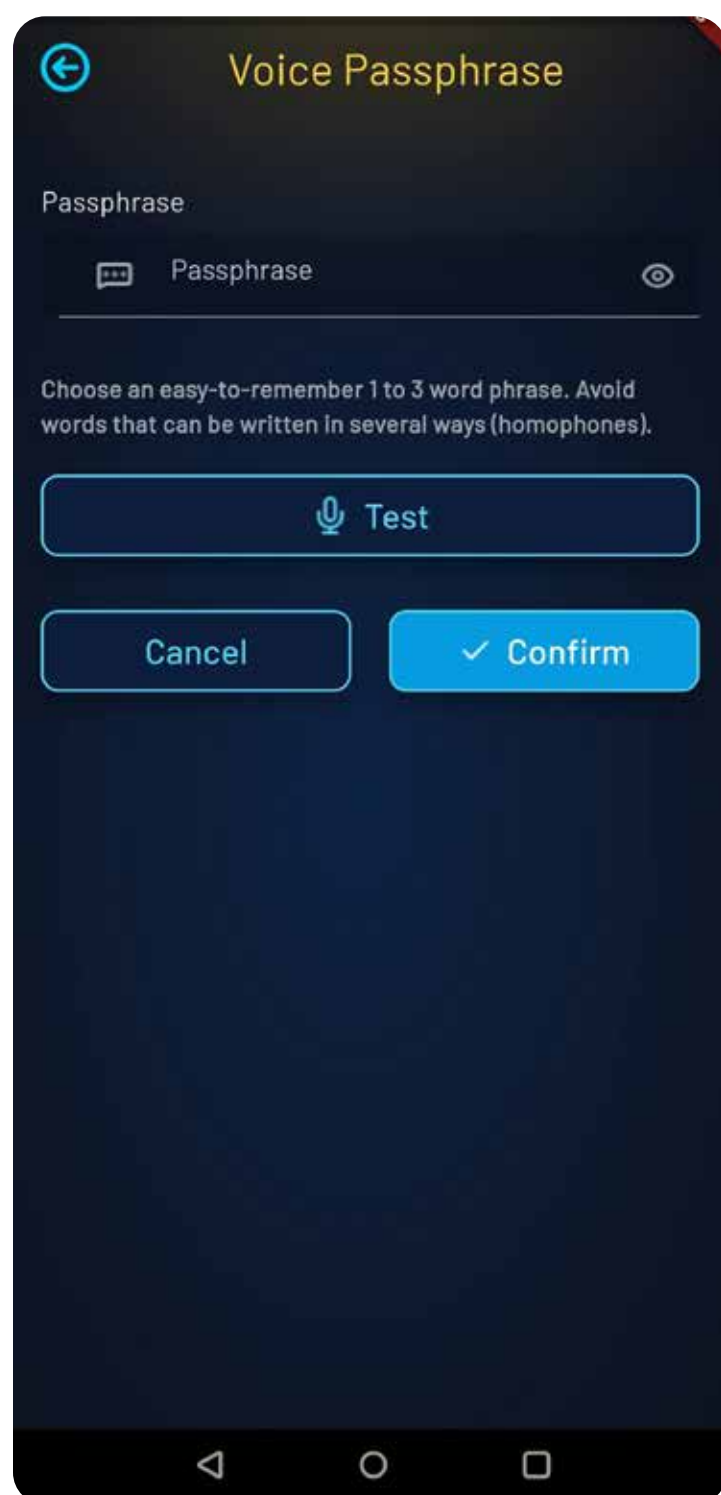 Voice Passphrase
Passphrase
Passphrase
Choose an easy-to-remember 1 to 3 word phrase. Avoid
words that can be written in several ways (homophones).
Test
Cancel
Confirm